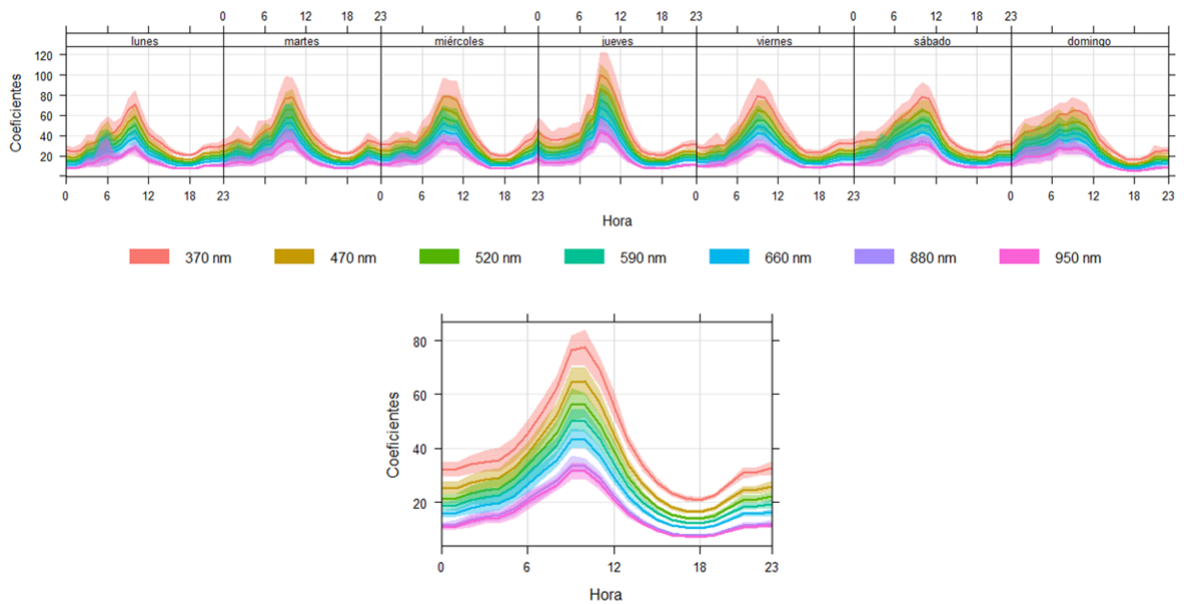 0 6 12 18 23 0 6 12 18 23 0 6 12 18 23
lunes martes miércoles jueves viernes sábado domingo
Coeficientes
120
100
80
60
40
20
0 6 12 18 23 0 6 12 18 23 0 6 12 18 23 0 6 12 18 23
Hora
370 nm 470 nm 520 nm 590 nm 660 nm 880 nm 950 nm
Coeficientes
80
60
40
20
0 6 12 18 23
Hora